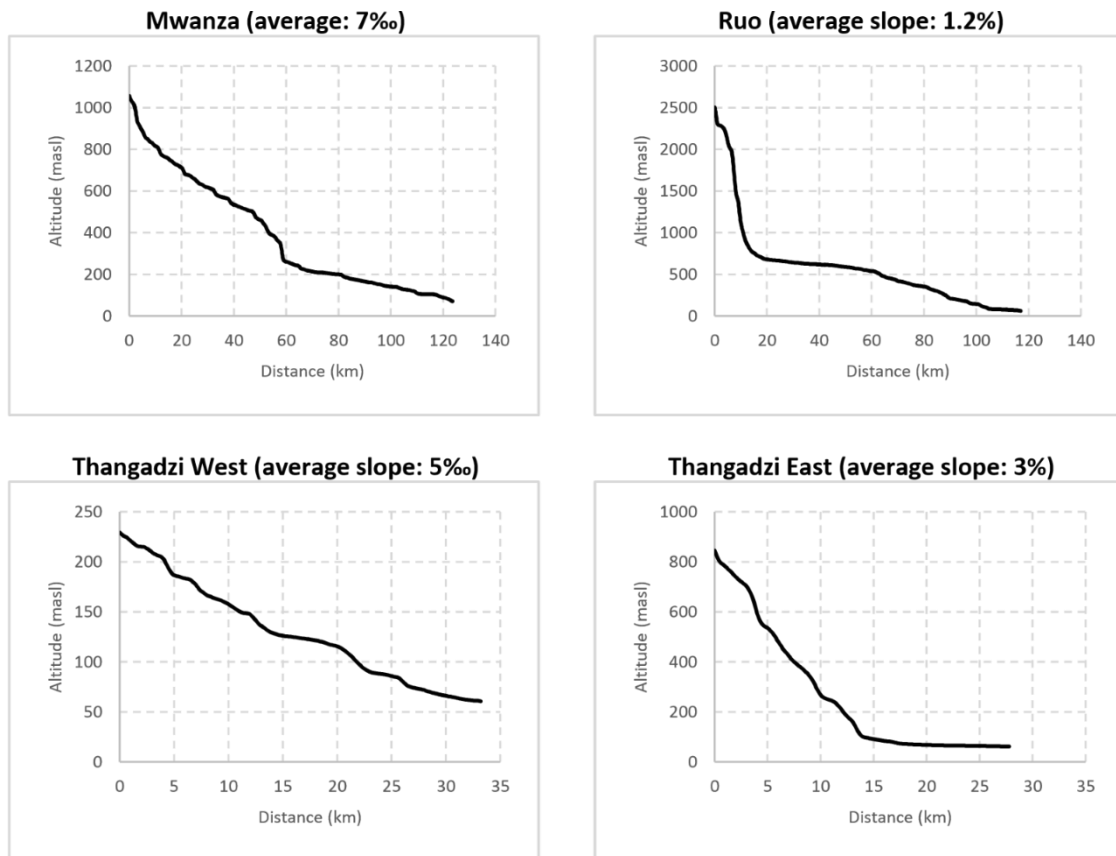 Mwanza (average: 7‰)
1200
1000
800
600
400
200
0
Altitude (masl)
0 20 40 60 80 100 120 140
Distance (km)
Ruo (average slope: 1.2%)
3000
2500
2000
1500
1000
500
0
Altitude (masl)
0 20 40 60 80 100 120 140
Distance (km)
Thangadzi West (average slope: 5‰)
250
200
150
100
50
0
Altitude (masl)
0 5 10 15 20 25 30 35
Distance (km)
Thangadzi East (average slope: 3%)
1000
800
600
400
200
0
Altitude (masl)
0 5 10 15 20 25 30 35
Distance (km)